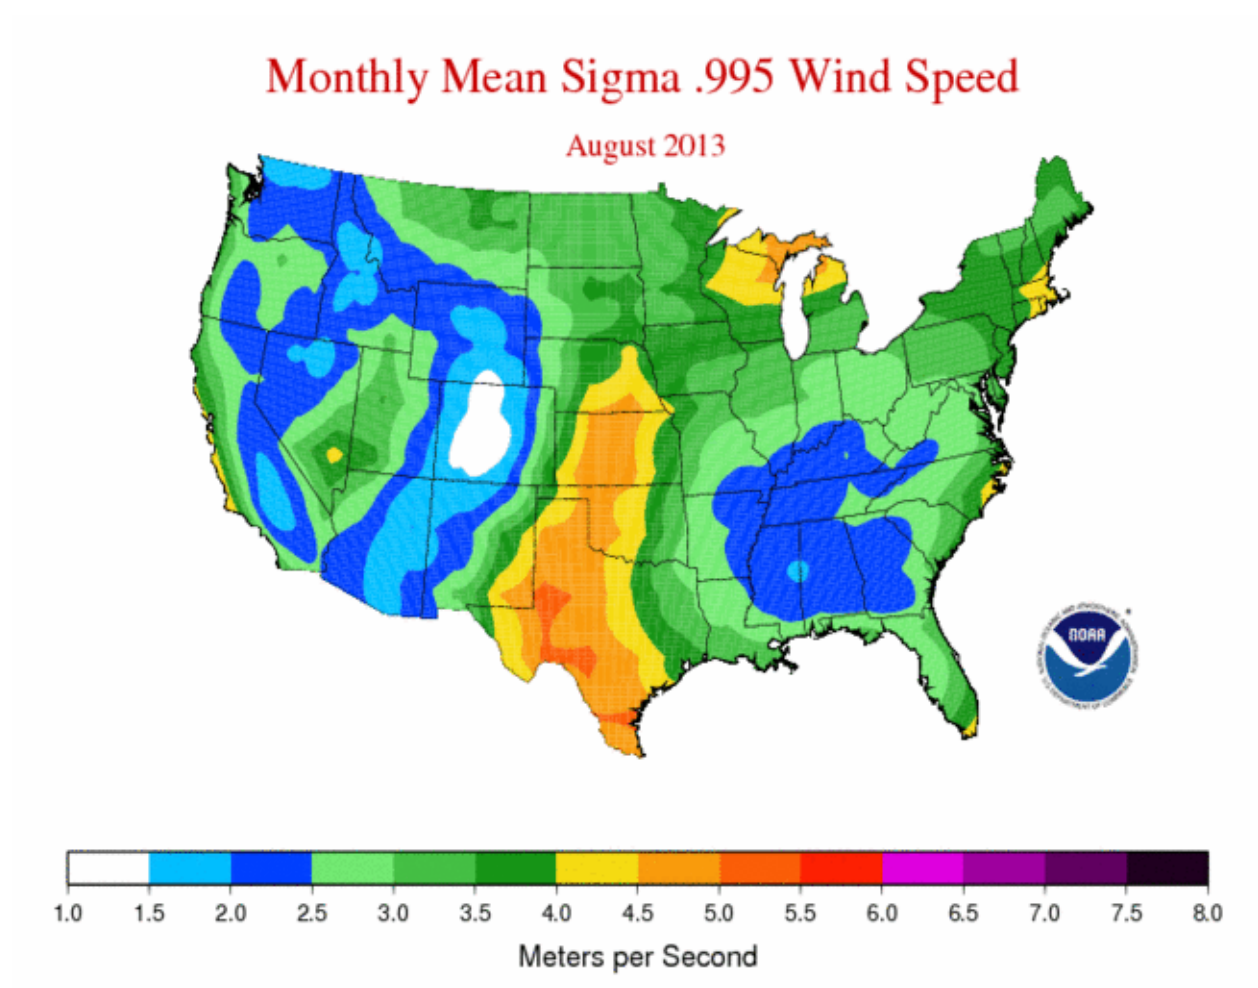 Monthly Mean Sigma .995 Wind Speed
August 2013
NOAA
1.0 1.5 2.0 2.5 3.0 3.5 4.0 4.5 5.0 5.5 6.0 6.5 7.0 7.5 8.0
Meters per Second